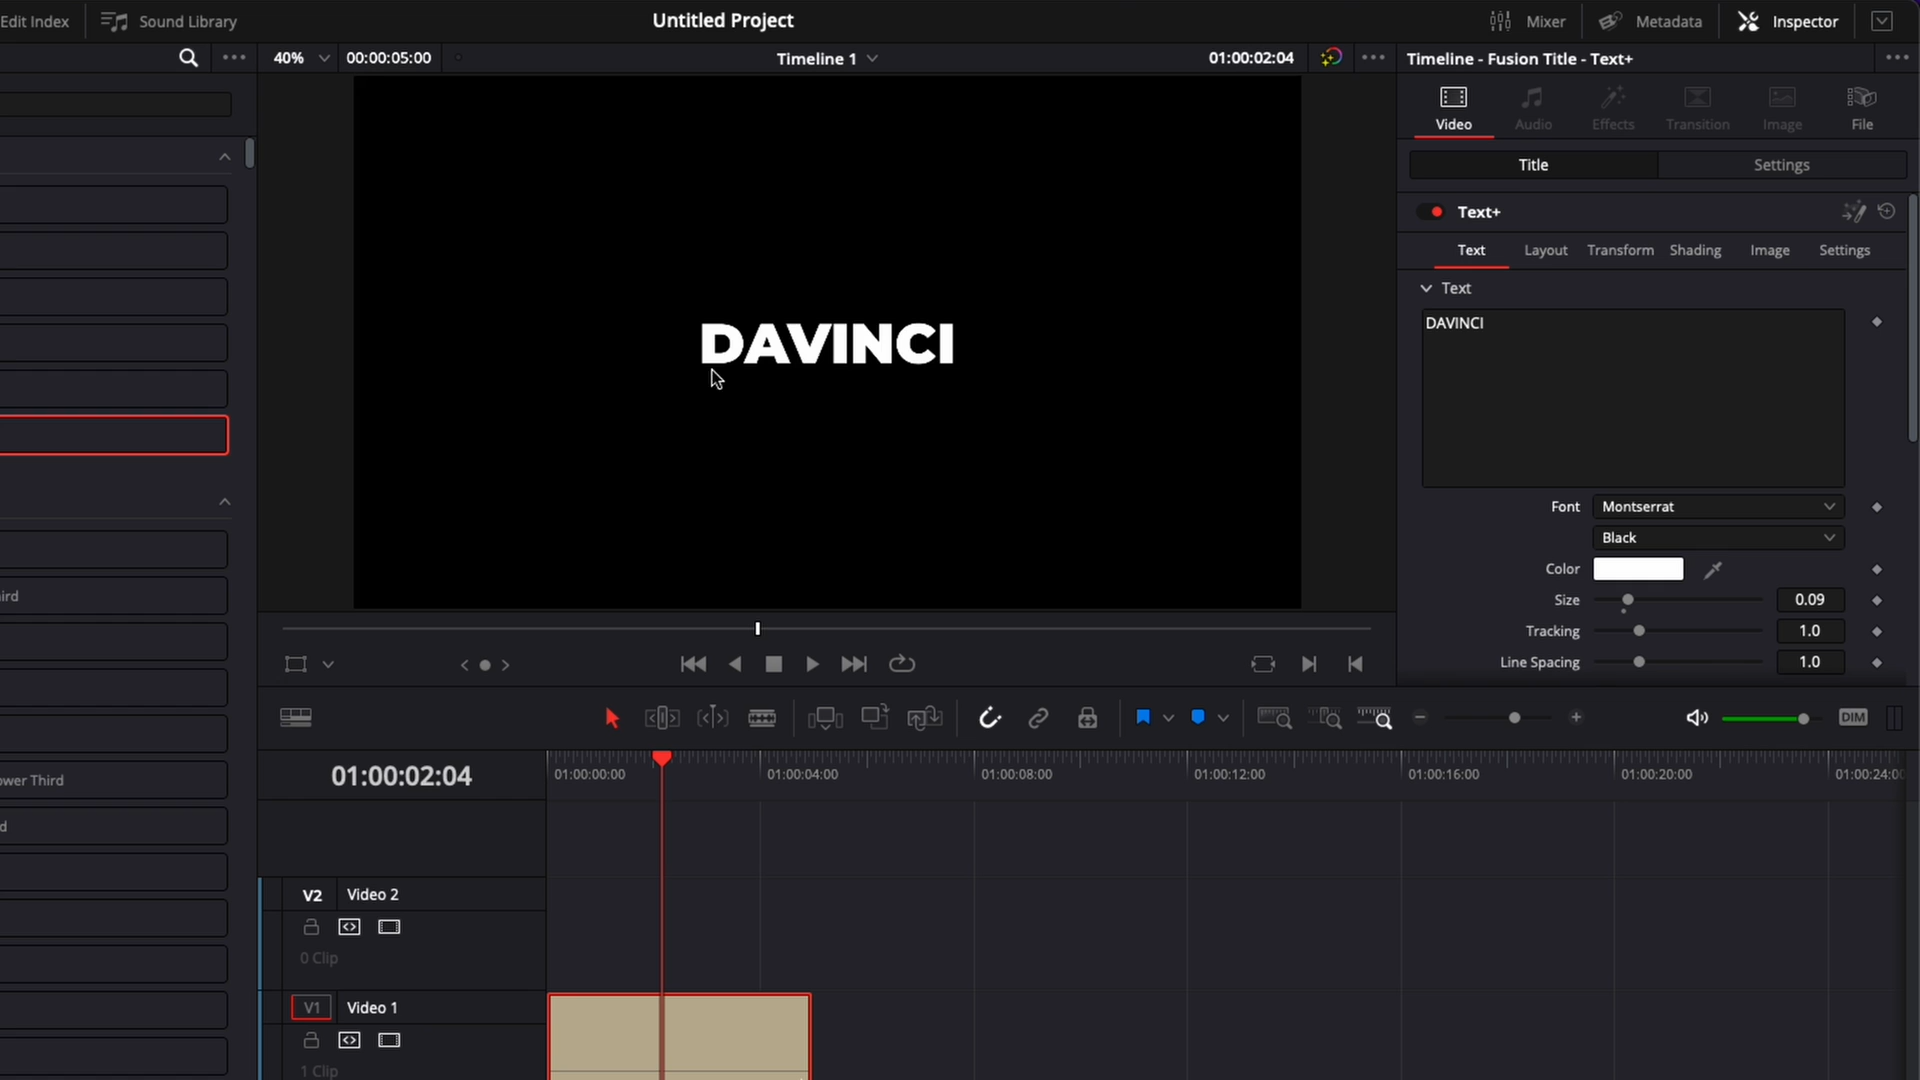 Edit Index
Sound Library
Untitled Project
Mixer
Metadata
Inspector
40%
00:00:05:00
Timeline 1
01:00:02:04
Timeline - Fusion Title - Text+
Video
Audio
Effects
Transition
Image
File
Title
Settings
Text+
Text
Layout
Transform
Shading
Image
Settings
Text
DAVINCI
DAVINCI
Font
Montserrat
Black
Color
Size
0.09
Tracking
1.0
Line Spacing
1.0
ird
ower Third
d
DIM
01:00:02:04
01:00:00:00
01:00:04:00
01:00:08:00
01:00:12:00
01:00:16:00
01:00:20:00
01:00:24:00
V2
Video 2
0 Clip
V1
Video 1
1 Clip